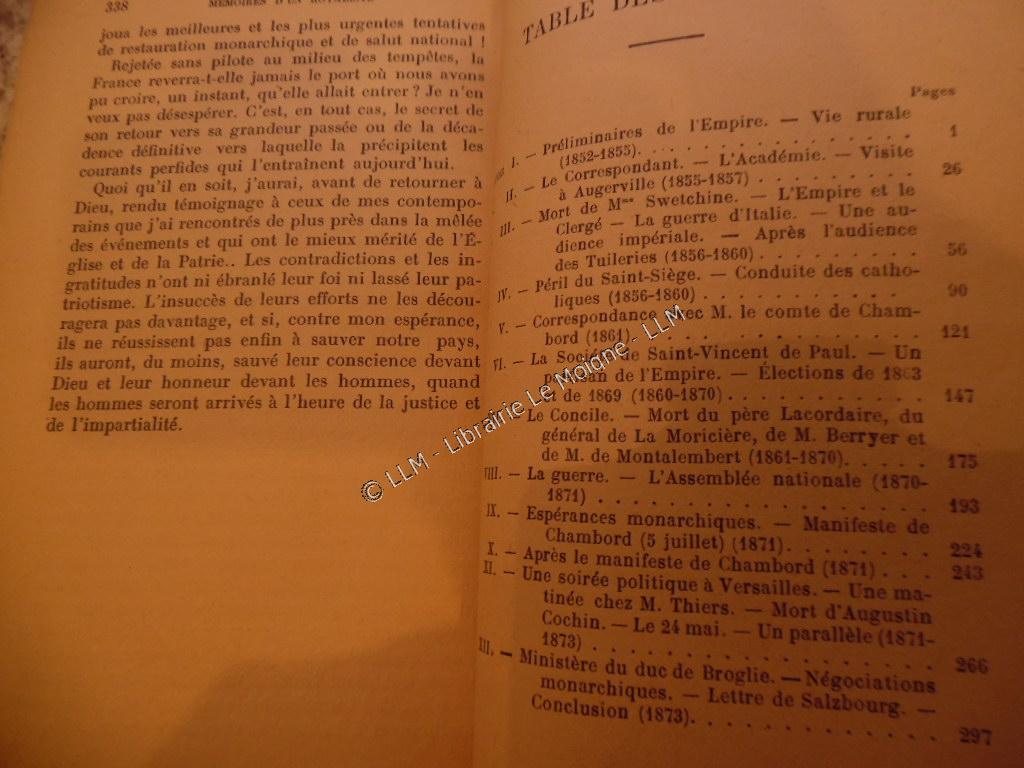 338
MÉMOIRES D'UN ROYALISTE
joua les meilleures et les plus urgentes tentatives
de restauration monarchique et de salut national !
Rejetée sans pilote au milieu des tempêtes, la
France reverra-t-elle jamais le port où nous avons
pu croire, un instant, qu'elle allait entrer ? Je n'en
veux pas désespérer. C'est, en tout cas, le secret de
son retour vers sa grandeur passée ou de la déca-
dence définitive vers laquelle la précipitent les
courants perfides qui l'entraînent aujourd'hui.
Quoi qu'il en soit, j'aurai, avant de retourner à
Dieu, rendu témoignage à ceux de mes contempo-
rains que j'ai rencontrés de plus près dans la mêlée
des événements et qui ont le mieux mérité de l'É-
glise et de la Patrie.. Les contradictions et les in-
gratitudes n'ont ni ébranlé leur foi ni lassé leur pa-
triotisme. L'insuccès de leurs efforts ne les décou-
ragera pas davantage, et si, contre mon espérance,
ils ne réussissent pas enfin à sauver notre pays,
ils auront, du moins, sauvé leur conscience devant
Dieu et leur honneur devant les hommes, quand
les hommes seront arrivés à l'heure de la justice et
de l'impartialité.
TABLE DES
Pages
I. — Préliminaires de l'Empire. — Vie rurale
(1852-1855). . . . . . . . . . . . . . . 1
II. — Le Correspondant. — L'Académie. — Visite
à Augerville (1855-1857) . . . . . . . . . 26
III. — Mort de Mme Swetchine. — L'Empire et le
Clergé — La guerre d'Italie. — Une au-
dience impériale. — Après l'audience
des Tuileries (1856-1860) . . . . . . . . . 56
IV. — Péril du Saint-Siège. — Conduite des catho-
liques (1856-1860) . . . . . . . . . . . 90
V. — Correspondance avec M. le comte de Cham-
bord (1861) . . . . . . . . . . . . . . 121
VI. — La Société de Saint-Vincent de Paul. — Un
de l'Empire. — Élections de 1863
et de 1869 (1860-1870) . . . . . . . . . . 147
Le Concile. — Mort du père Lacordaire, du
général de La Moricière, de M. Berryer et
de M. de Montalembert (1861-1870). . . . . 175
VIII. — La guerre. — L'Assemblée nationale (1870-
1871) . . . . . . . . . . . . . . . . 193
IX. — Espérances monarchiques. — Manifeste de
Chambord (5 juillet) (1871). . . . . . . . 224
X. — Après le manifeste de Chambord (1871) . . . 243
II. — Une soirée politique à Versailles. — Une ma-
tinée chez M. Thiers. — Mort d'Augustin
Cochin. — Le 24 mai. — Un parallèle (1871-
1873) . . . . . . . . . . . . . . . . 266
III. — Ministère du duc de Broglie. — Négociations
monarchiques. — Lettre de Salzbourg. —
Conclusion (1873). . . . . . . . . . . . 297
© LLM - Librairie Le Moigne - LLM